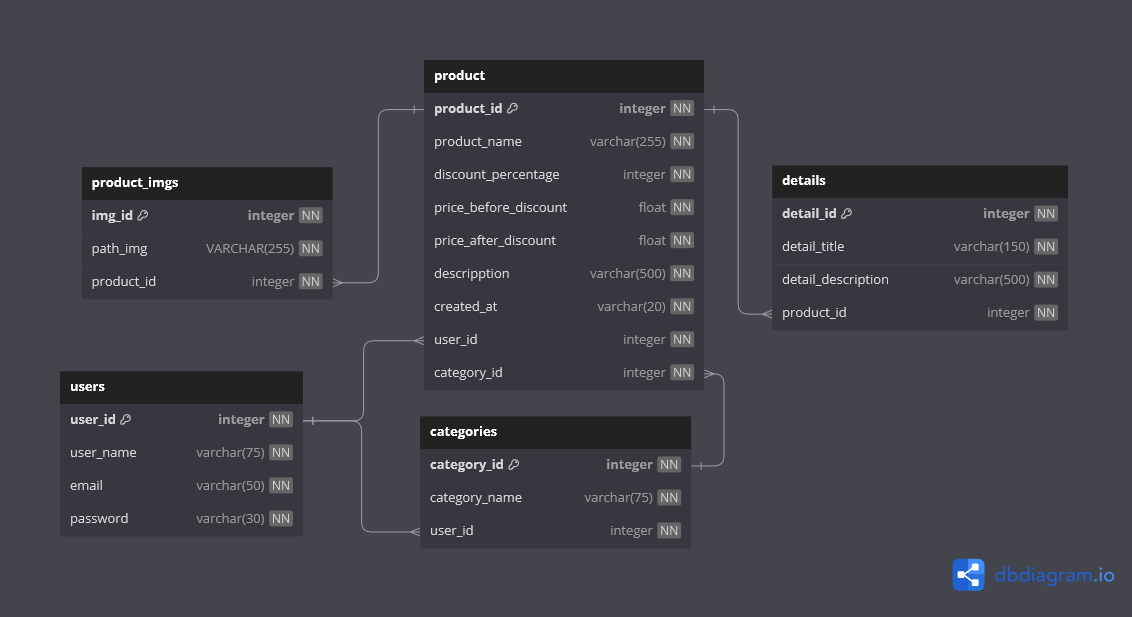 product
product_id integer NN
product_name varchar(255) NN
discount_percentage integer NN
price_before_discount float NN
price_after_discount float NN
descripption varchar(500) NN
created_at varchar(20) NN
user_id integer NN
category_id integer NN
product_imgs
img_id integer NN
path_img VARCHAR(255) NN
product_id integer NN
details
detail_id integer NN
detail_title varchar(150) NN
detail_description varchar(500) NN
product_id integer NN
users
user_id integer NN
user_name varchar(75) NN
email varchar(50) NN
password varchar(30) NN
categories
category_id integer NN
category_name varchar(75) NN
user_id integer NN
dbdiagram.io